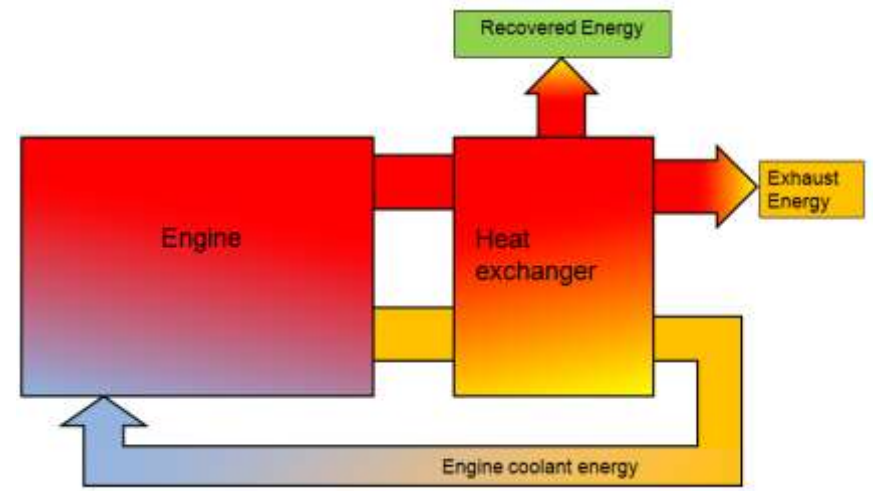 Recovered Energy
Exhaust
Energy
Engine
Heat
exchanger
Engine coolant energy